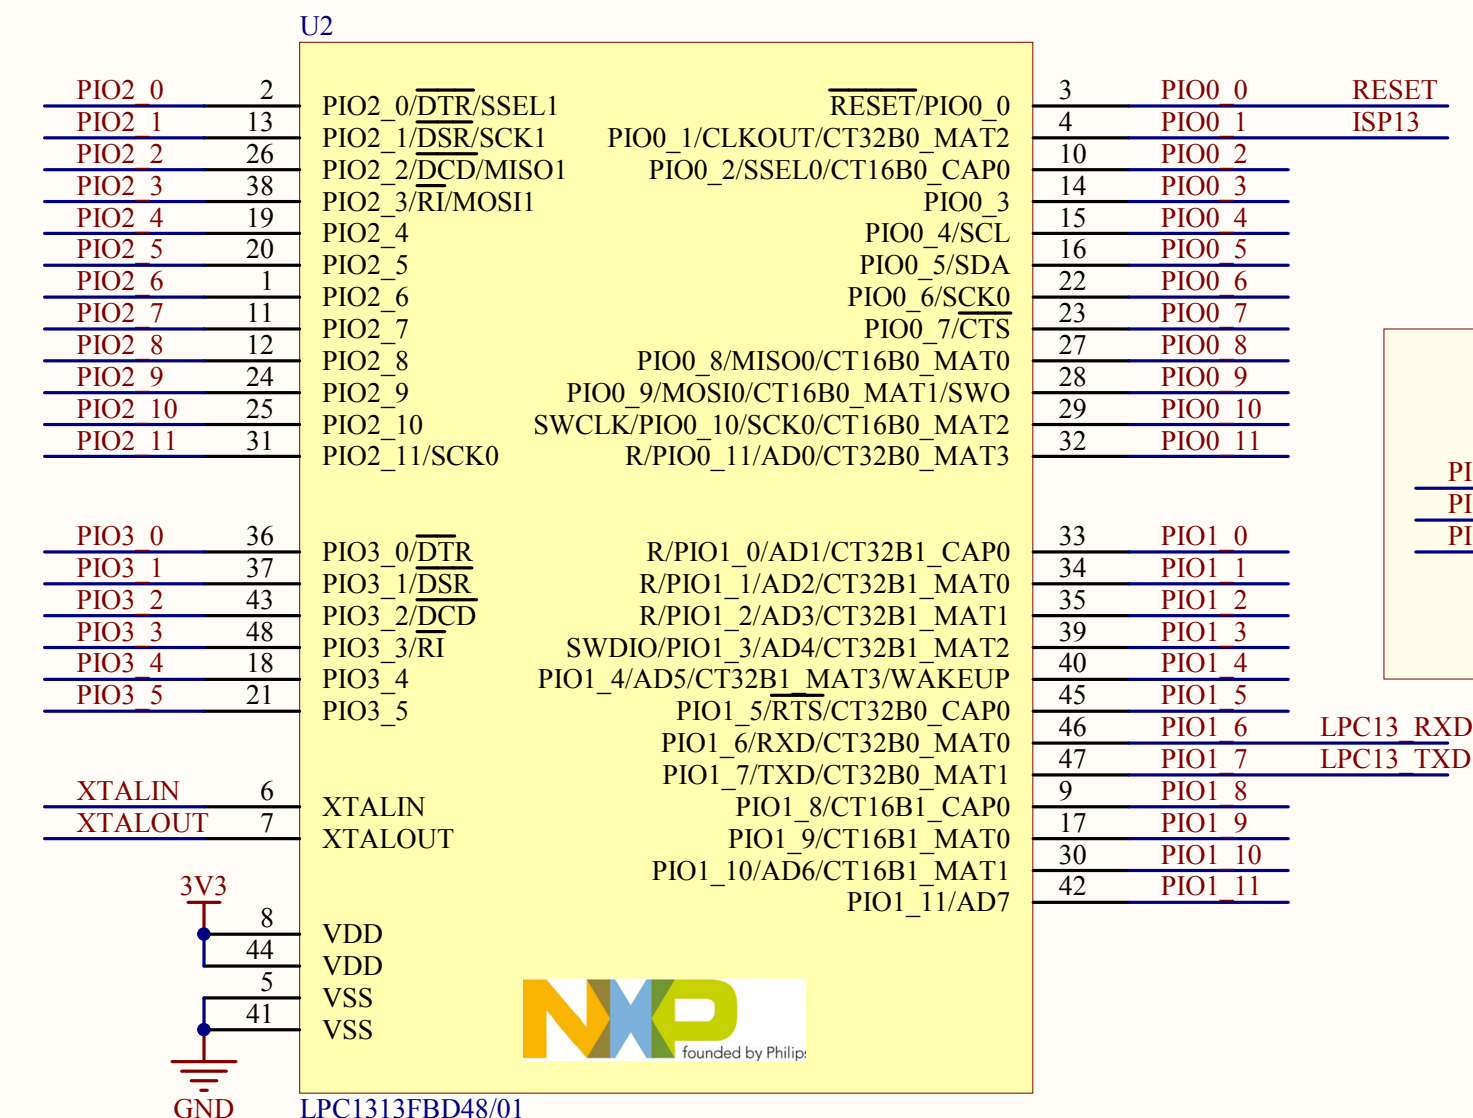 U2
PIO2_0 2 PIO2_0/DTR/SSEL1 RESET/PIO0_0 3 PIO0_0 RESET
PIO2_1 13 PIO2_1/DSR/SCK1 PIO0_1/CLKOUT/CT32B0_MAT2 4 PIO0_1 ISP13
PIO2_2 26 PIO2_2/DCD/MISO1 PIO0_2/SSEL0/CT16B0_CAP0 10 PIO0_2
PIO2_3 38 PIO2_3/RI/MOSI1 PIO0_3 14 PIO0_3
PIO2_4 19 PIO2_4 PIO0_4/SCL 15 PIO0_4
PIO2_5 20 PIO2_5 PIO0_5/SDA 16 PIO0_5
PIO2_6 1 PIO2_6 PIO0_6/SCK0 22 PIO0_6
PIO2_7 11 PIO2_7 PIO0_7/CTS 23 PIO0_7
PIO2_8 12 PIO2_8 PIO0_8/MISO0/CT16B0_MAT0 27 PIO0_8
PIO2_9 24 PIO2_9 PIO0_9/MOSI0/CT16B0_MAT1/SWO 28 PIO0_9
PIO2_10 25 PIO2_10 SWCLK/PIO0_10/SCK0/CT16B0_MAT2 29 PIO0_10
PIO2_11 31 PIO2_11/SCK0 R/PIO0_11/AD0/CT32B0_MAT3 32 PIO0_11
PI
PI
PI
PIO3_0 36 PIO3_0/DTR R/PIO1_0/AD1/CT32B1_CAP0 33 PIO1_0
PIO3_1 37 PIO3_1/DSR R/PIO1_1/AD2/CT32B1_MAT0 34 PIO1_1
PIO3_2 43 PIO3_2/DCD R/PIO1_2/AD3/CT32B1_MAT1 35 PIO1_2
PIO3_3 48 PIO3_3/RI SWDIO/PIO1_3/AD4/CT32B1_MAT2 39 PIO1_3
PIO3_4 18 PIO3_4 PIO1_4/AD5/CT32B1_MAT3/WAKEUP 40 PIO1_4
PIO3_5 21 PIO3_5 PIO1_5/RTS/CT32B0_CAP0 45 PIO1_5
PIO1_6/RXD/CT32B0_MAT0 46 PIO1_6 LPC13_RXD
PIO1_7/TXD/CT32B0_MAT1 47 PIO1_7 LPC13_TXD
XTALIN 6 XTALIN PIO1_8/CT16B1_CAP0 9 PIO1_8
XTALOUT 7 XTALOUT PIO1_9/CT16B1_MAT0 17 PIO1_9
PIO1_10/AD6/CT16B1_MAT1 30 PIO1_10
3V3 PIO1_11/AD7 42 PIO1_11
8 VDD
44 VDD
5 VSS
41 VSS
NXP
founded by Philips
GND LPC1313FBD48/01